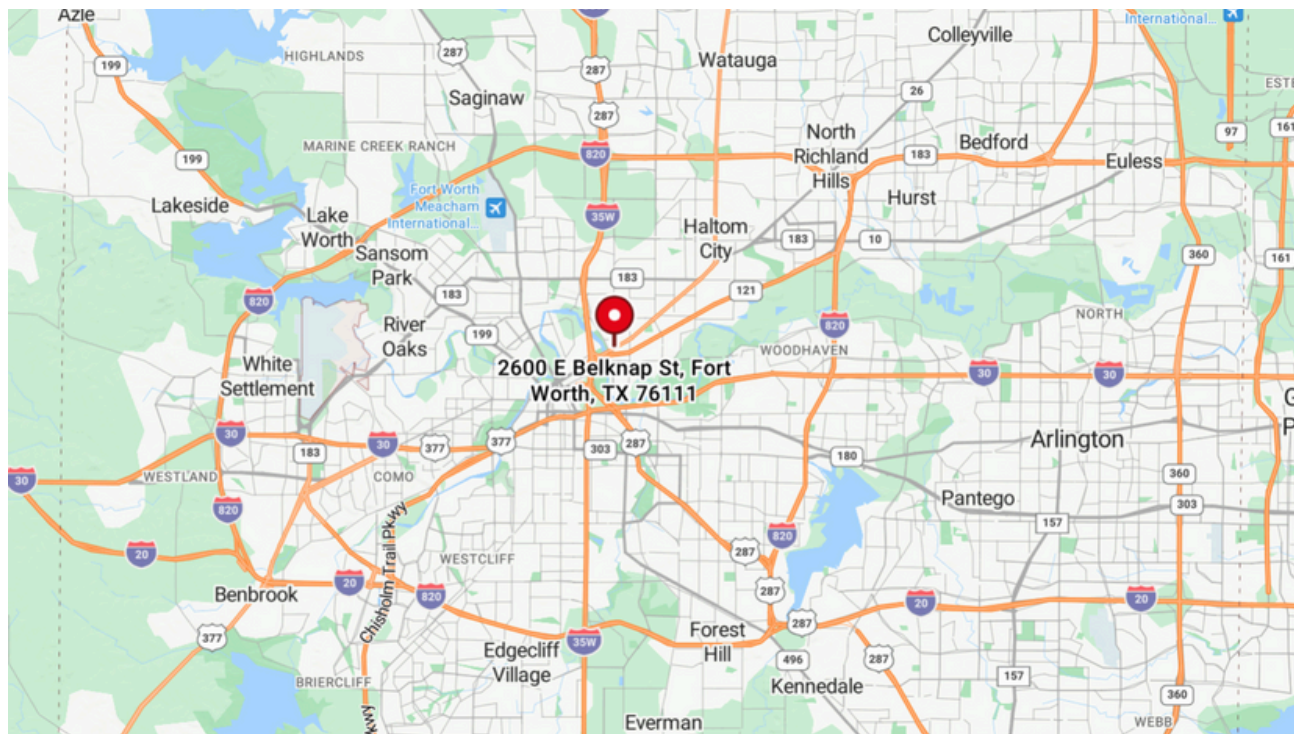 Azle
International...
Colleyville
287
HIGHLANDS
199
287
Watauga
26
Saginaw
287
ESTE
North
Richland
Hills
97
161
MARINE CREEK RANCH
820
183
Bedford
Euless
199
Fort Worth
Meacham
International...
Hurst
Lakeside
35W
Lake
Worth
Haltom
City
183
10
Sansom
Park
360
161
183
183
121
820
River
Oaks
199
NORTH
820
White
Settlement
WOODHAVEN
2600 E Belknap St, Fort
Worth, TX 76111
30
30
G
P
30
30
377
377
287
303
Arlington
183
180
30
WESTLAND
COMO
360
Pantego
303
820
157
Chisholm Trail Pkwy
820
20
WESTCLIFF
287
20
287
Benbrook
820
20
20
377
287
35W
Forest
Hill
Edgecliff
Village
496
287
157
BRIERCLIFF
Kennedale
360
kwy
Everman
WEBB